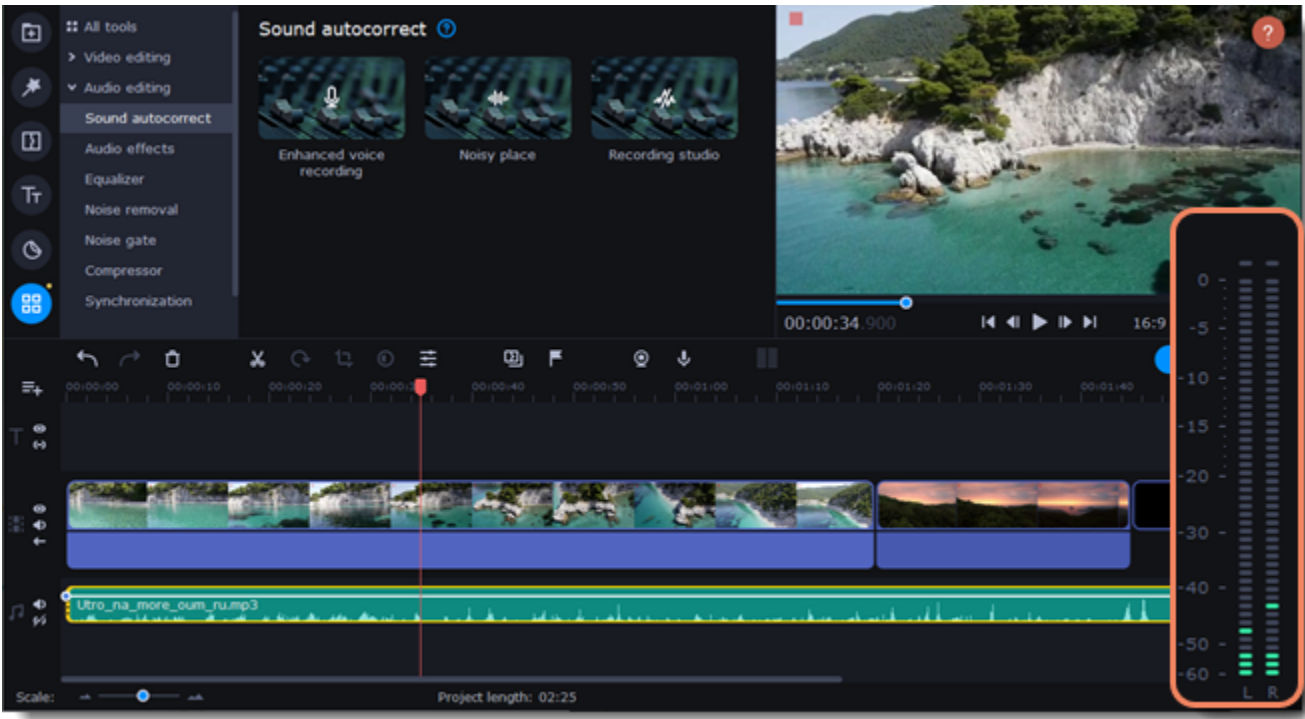 All tools
Video editing
Audio editing
Sound autocorrect
Audio effects
Equalizer
Noise removal
Noise gate
Compressor
Synchronization
Sound autocorrect ?
Enhanced voice
recording
Noisy place
Recording studio
?
00:00:34.900
16:9
00:00:00 00:00:10 00:00:20 00:00:40 00:00:50 00:01:00 00:01:10 00:01:20 00:01:30 00:01:40
Utro_na_more_oum_ru.mp3
Scale:
Project length: 02:25
0
-5
-10
-15
-20
-30
-40
-50
-60
L R